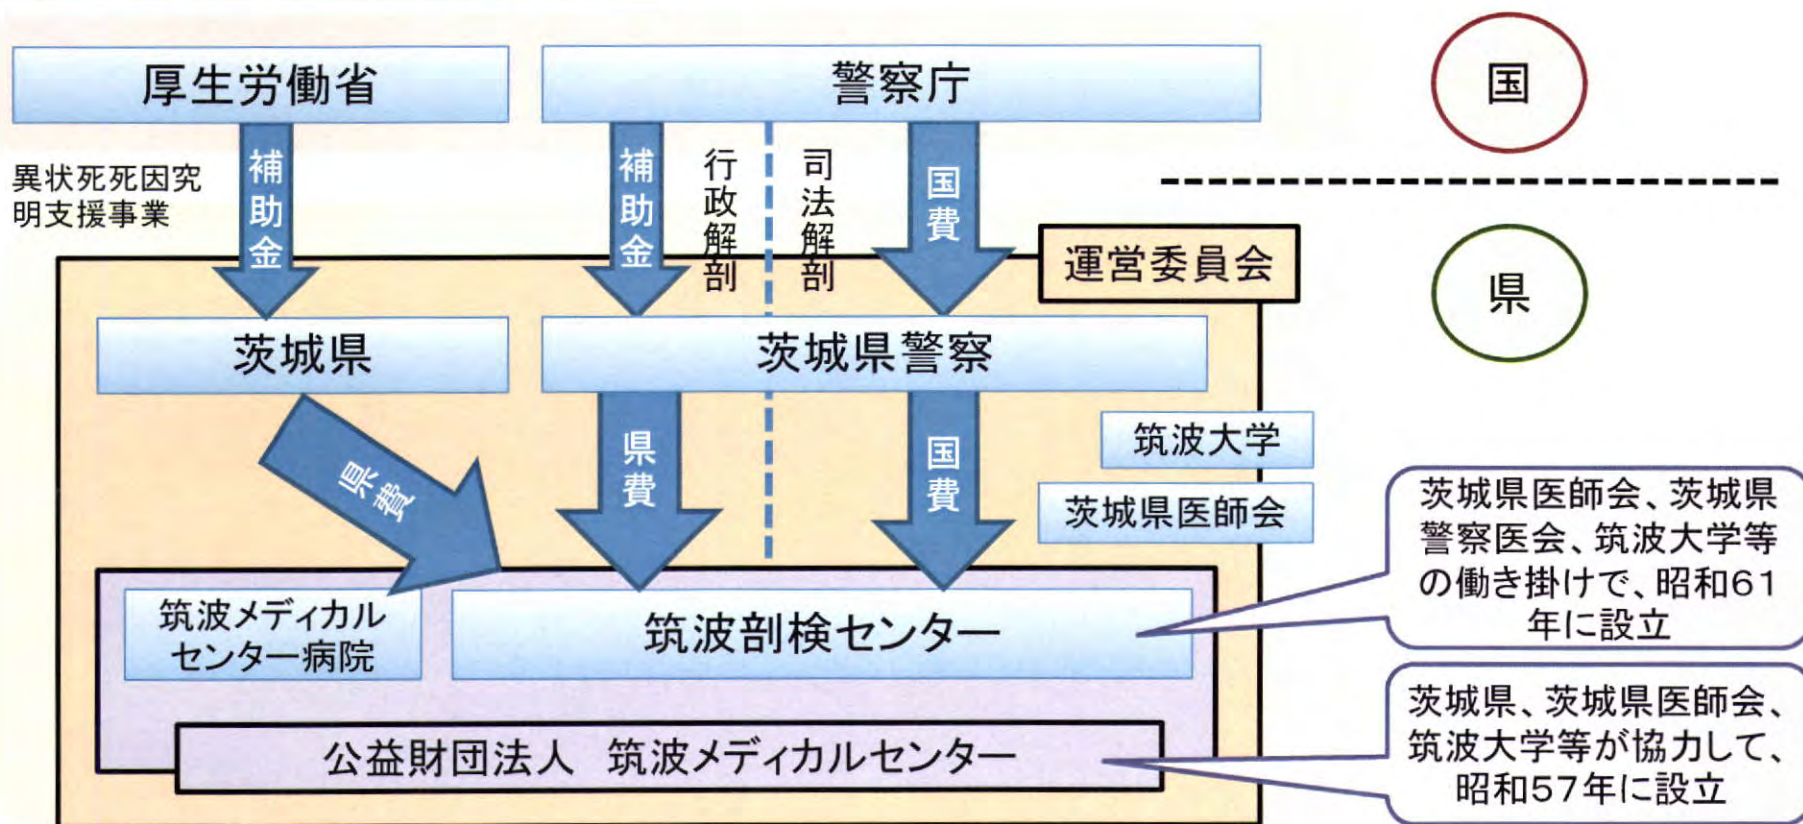 厚生労働省
警察庁
国
異状死死因究
明支援事業
補助金
補助金
行政解剖
司法解剖
国費
運営委員会
県
茨城県
茨城県警察
県費
県費
国費
筑波大学
茨城県医師会
筑波メディカル
センター病院
筑波剖検センター
茨城県医師会、茨城県
警察医会、筑波大学等
の働き掛けで、昭和61
年に設立
公益財団法人 筑波メディカルセンター
茨城県、茨城県医師会、
筑波大学等が協力して、
昭和57年に設立